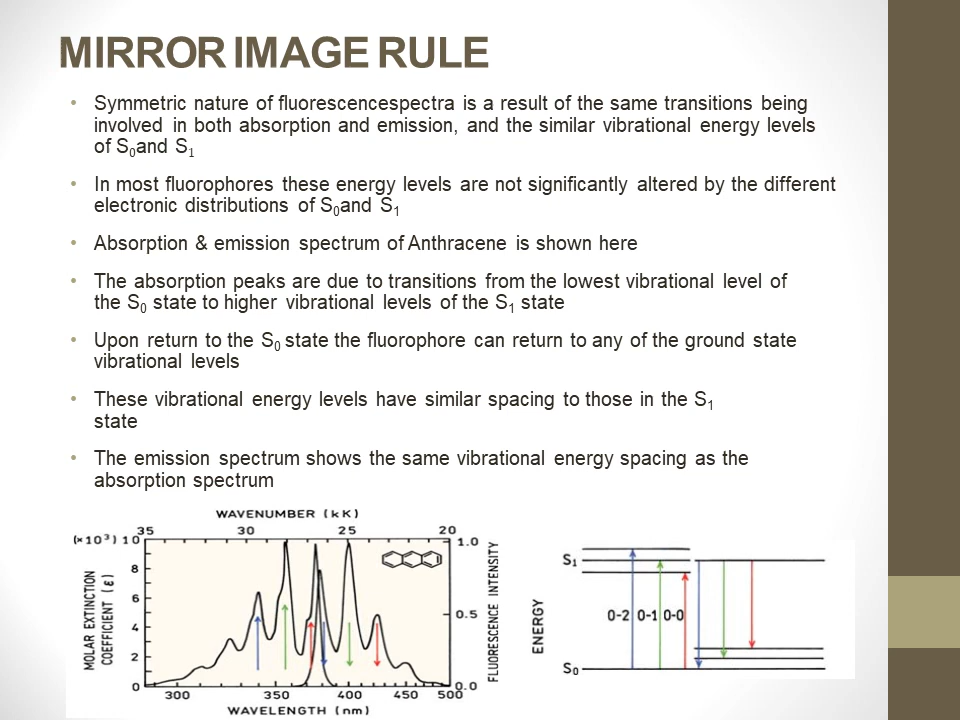 MIRROR IMAGE RULE
• Symmetric nature of fluorescencespectra is a result of the same transitions being
involved in both absorption and emission, and the similar vibrational energy levels
of S₀and S₁
• In most fluorophores these energy levels are not significantly altered by the different
electronic distributions of S₀and S₁
• Absorption & emission spectrum of Anthracene is shown here
• The absorption peaks are due to transitions from the lowest vibrational level of
the S₀ state to higher vibrational levels of the S₁ state
• Upon return to the S₀ state the fluorophore can return to any of the ground state
vibrational levels
• These vibrational energy levels have similar spacing to those in the S₁
state
• The emission spectrum shows the same vibrational energy spacing as the
absorption spectrum
WAVENUMBER (kK)
35 30 25 20
(×10³) 10
8
6
4
2
0
MOLAR EXTINCTION
COEFFICIENT (ε)
1.0
0.5
0.0
FLUORESCENCE INTENSITY
300 350 400 450 500
WAVELENGTH (nm)
ENERGY
S₁
0-2 0-1 0-0
S₀